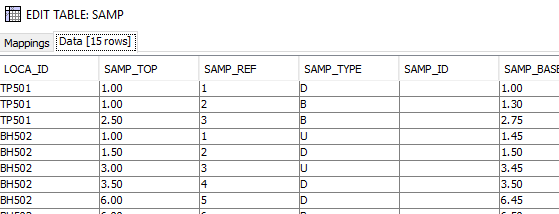 EDIT TABLE: SAMP
Mappings Data [15 rows]
LOCA_ID SAMP_TOP SAMP_REF SAMP_TYPE SAMP_ID SAMP_BASE
TP501 1.00 1 D 1.00
TP501 1.00 2 B 1.30
TP501 2.50 3 B 2.75
BH502 1.00 1 U 1.45
BH502 1.50 2 D 1.50
BH502 3.00 3 U 3.45
BH502 3.50 4 D 3.50
BH502 6.00 5 D 6.45